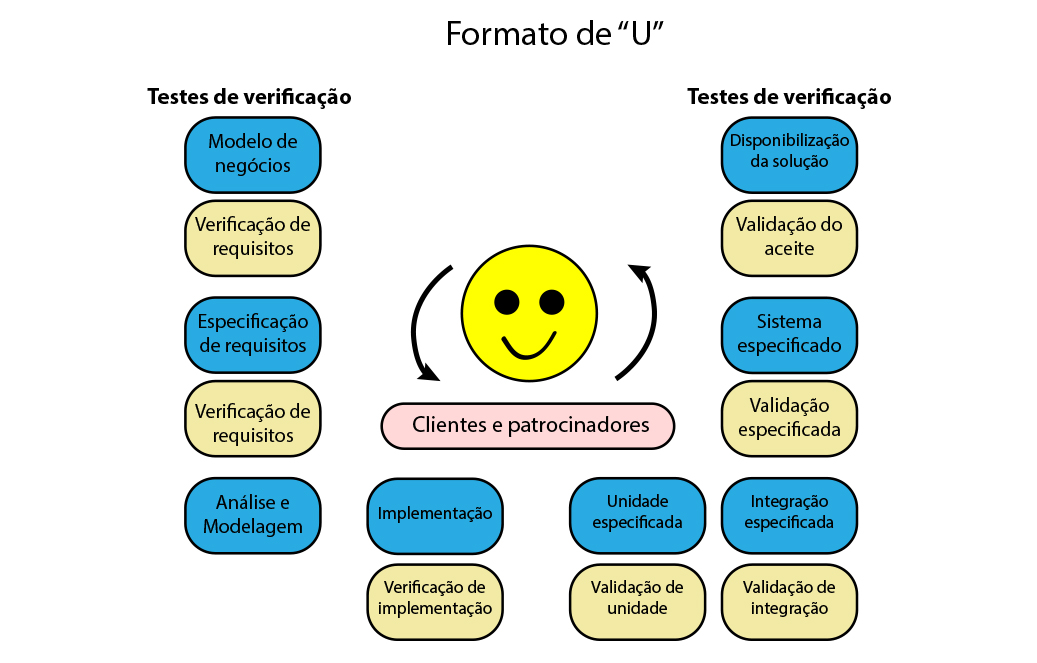 Formato de “U”
Testes de verificação
Modelo de
negócios
Verificação de
requisitos
Especificação
de requisitos
Verificação de
requisitos
Análise e
Modelagem
Clientes e patrocinadores
Implementação
Verificação de
implementação
Unidade
especificada
Validação de
unidade
Testes de verificação
Disponibilização
da solução
Validação do
aceite
Sistema
especificado
Validação
especificada
Integração
especificada
Validação de
integração